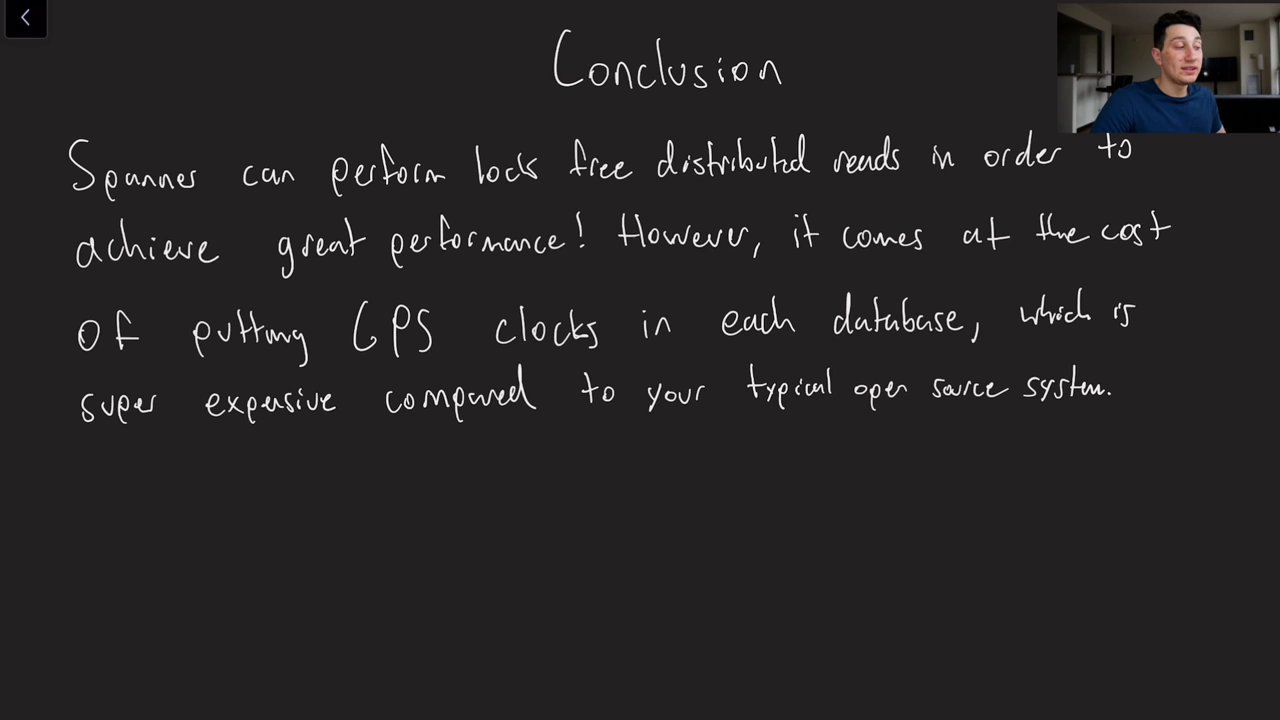 Conclusion
Spanner can perform lock free distributed reads in order to
achieve great performance! However, it comes at the cost
of putting GPS clocks in each database, which is
super expensive compared to your typical open source system.